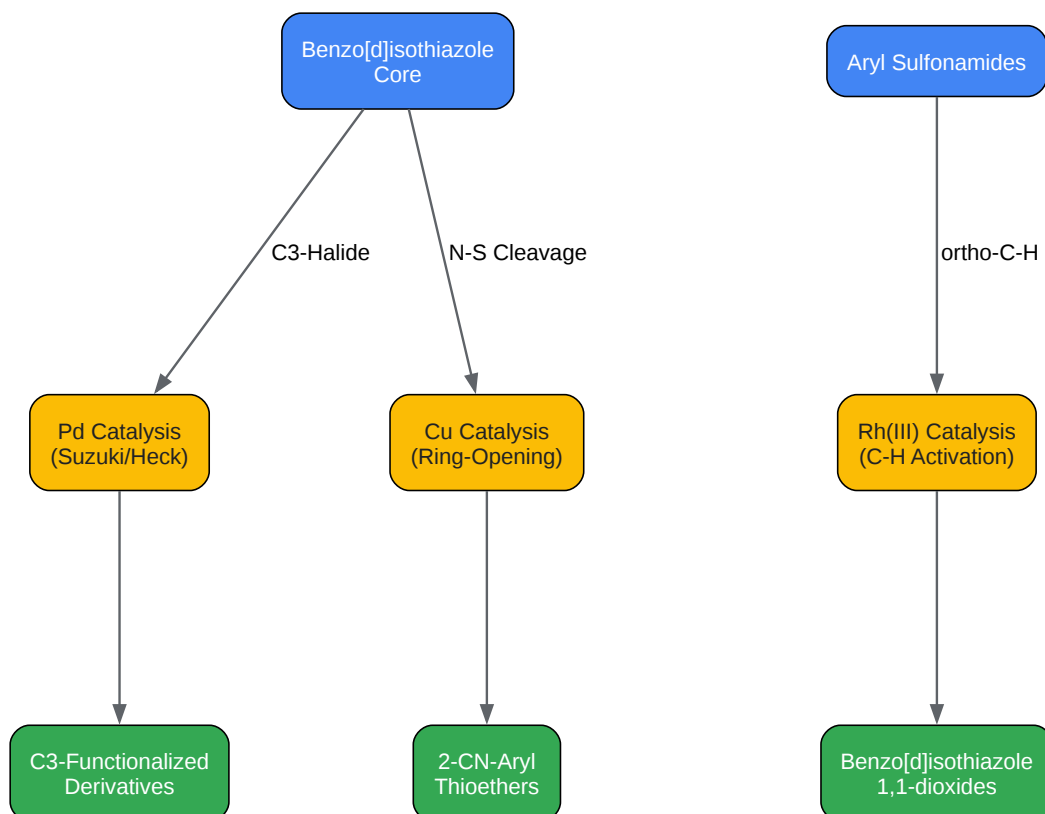 Benzo[d]isothiazole
Core
Aryl Sulfonamides
C3-Halide
N-S Cleavage
ortho-C-H
Pd Catalysis
(Suzuki/Heck)
Cu Catalysis
(Ring-Opening)
Rh(III) Catalysis
(C-H Activation)
C3-Functionalized
Derivatives
2-CN-Aryl
Thioethers
Benzo[d]isothiazole
1,1-dioxides